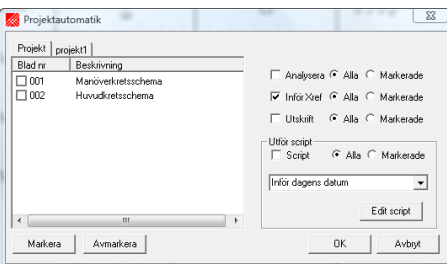 Projektautomatik
Projekt projekt1
Blad nr Beskrivning
001 Manöverkretsschema
002 Huvudkretsschema
Analysera Alla Markerade
Inför Xref Alla Markerade
Utskrift Alla Markerade
Utför script
Script Alla Markerade
Inför dagens datum
Edit script
Markera Avmarkera OK Avbryt